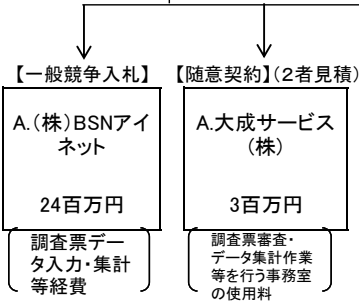 【一般競争入札】
【随意契約】(2者見積)
A.(株)BSNアイ
ネット
24百万円
A.大成サービス
(株)
3百万円
調査票デー
タ入力・集計
等経費
調査票審査・
データ集計作業
等を行う事務室
の使用料